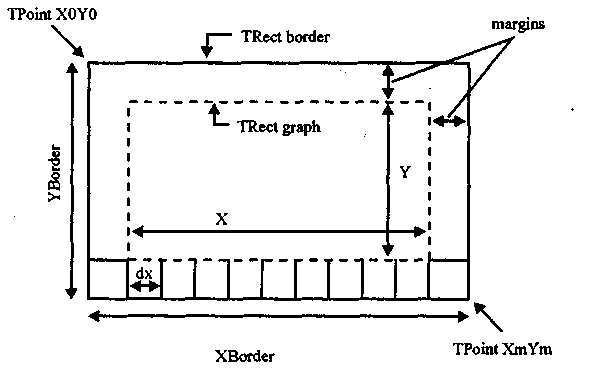 TPoint X0Y0
margins
TRect border
TRect graph
YBorder
Y
X
dx
XBorder
TPoint XmYm